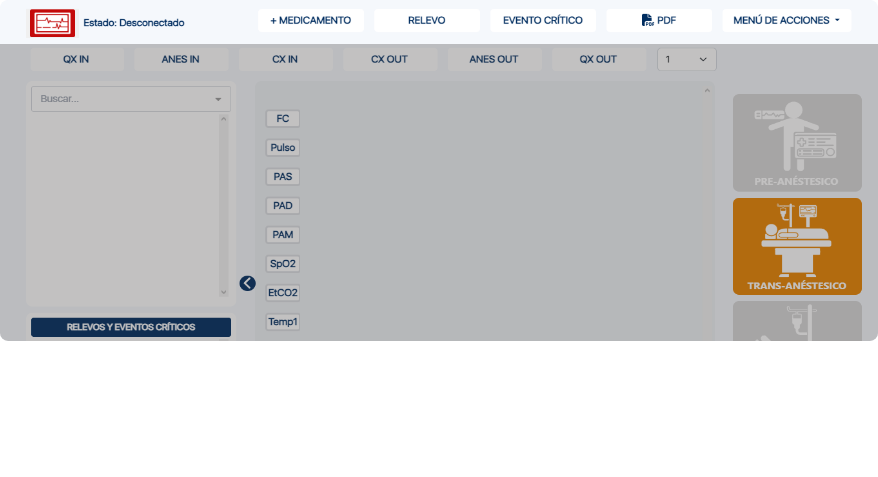 Estado: Desconectado
+ MEDICAMENTO
RELEVO
EVENTO CRÍTICO
PDF
MENÚ DE ACCIONES
QX IN
ANES IN
CX IN
CX OUT
ANES OUT
QX OUT
1
Buscar...
FC
Pulso
PAS
PAD
PAM
SpO2
EtCO2
Temp1
RELEVOS Y EVENTOS CRÍTICOS
PRE-ANÉSTESICO
TRANS-ANÉSTESICO